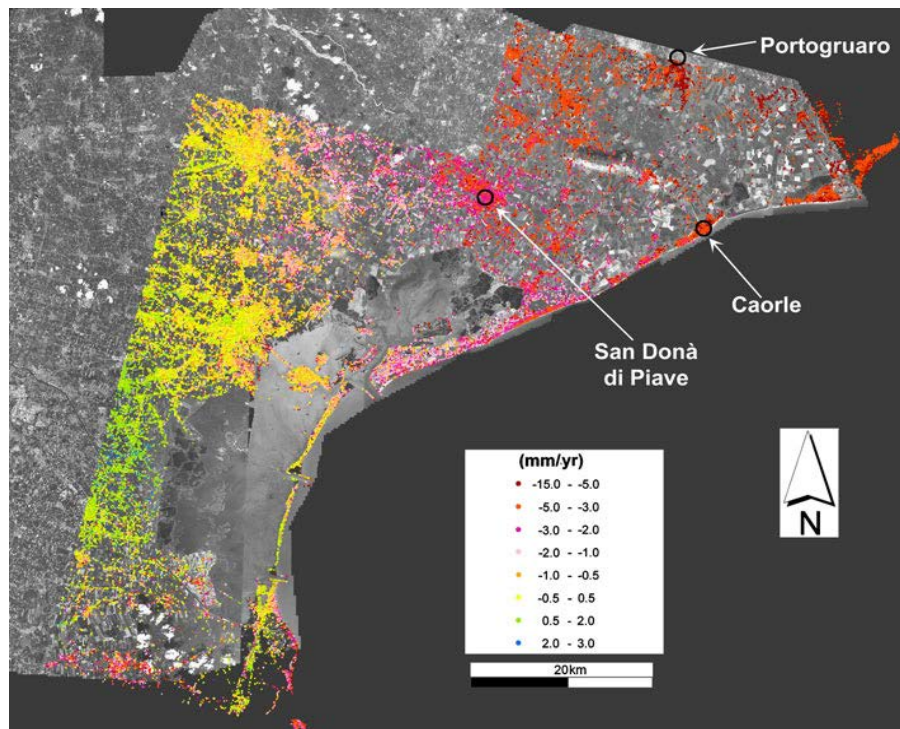 Portogruaro
Caorle
San Donà
di Piave
(mm/yr)
-15.0 - -5.0
-5.0 - -3.0
-3.0 - -2.0
-2.0 - -1.0
-1.0 - -0.5
-0.5 - 0.5
0.5 - 2.0
2.0 - 3.0
N
20km